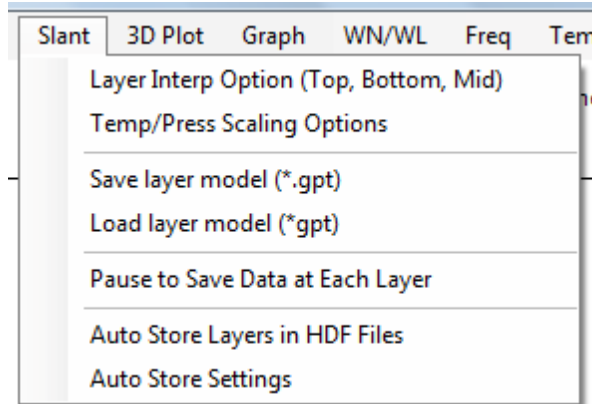 Slant 3D Plot Graph WN/WL Freq
Layer Interp Option (Top, Bottom, Mid)
Temp/Press Scaling Options
Save layer model (*.gpt)
Load layer model (*gpt)
Pause to Save Data at Each Layer
Auto Store Layers in HDF Files
Auto Store Settings